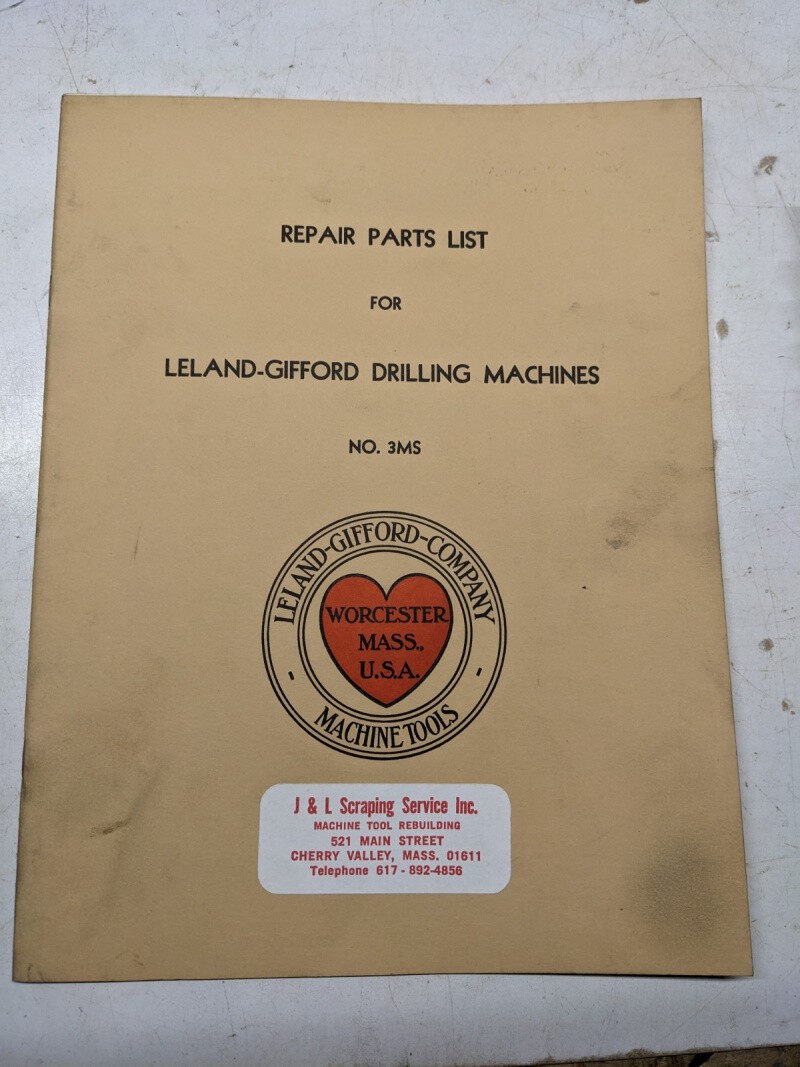 REPAIR PARTS LIST
FOR
LELAND-GIFFORD DRILLING MACHINES
NO. 3MS
LELAND-GIFFORD-COMPANY
WORCESTER
MASS.,
U.S.A.
- MACHINE TOOLS -
J & L Scraping Service Inc.
MACHINE TOOL REBUILDING
521 MAIN STREET
CHERRY VALLEY, MASS. 01611
Telephone 617 - 892-4856